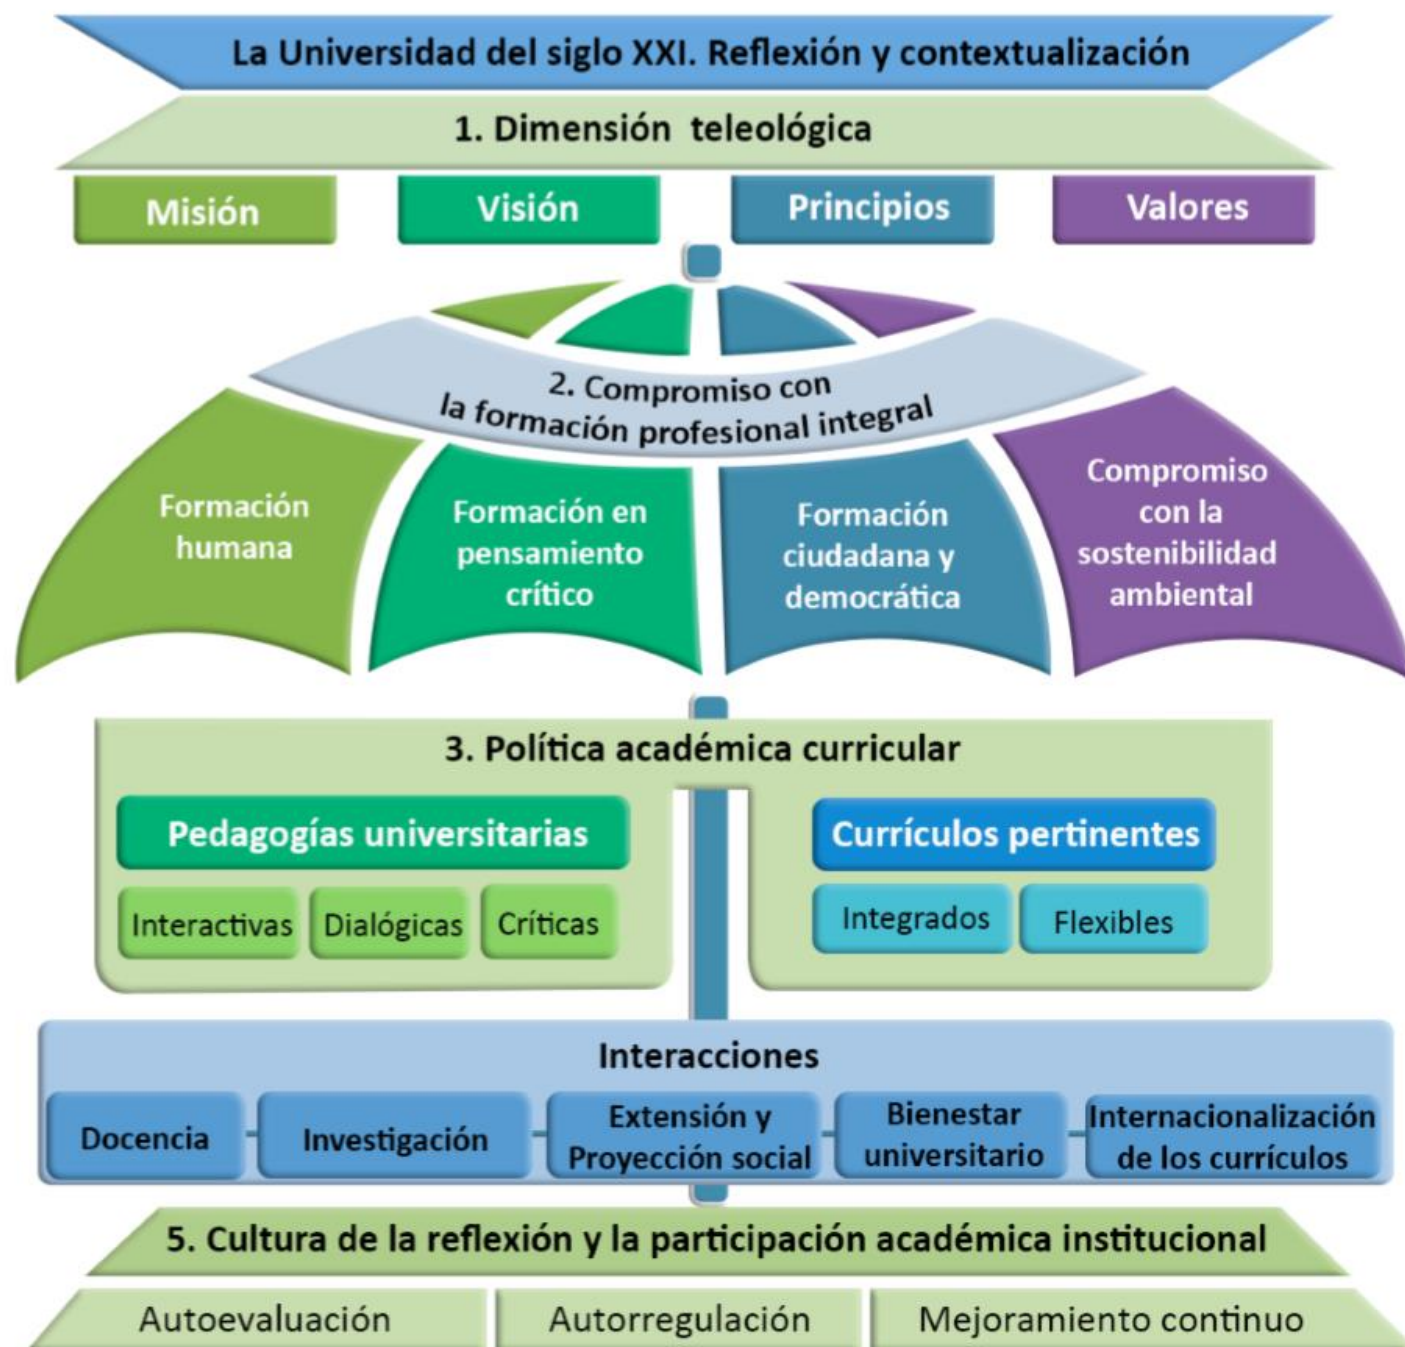 La Universidad del siglo XXI. Reflexión y contextualización
1. Dimensión teleológica
Misión
Visión
Principios
Valores
2. Compromiso con
la formación profesional integral
Formación
humana
Formación en
pensamiento
crítico
Formación
ciudadana y
democrática
Compromiso
con la
sostenibilidad
ambiental
3. Política académica curricular
Pedagogías universitarias
Interactivas
Dialógicas
Críticas
Currículos pertinentes
Integrados
Flexibles
Interacciones
Docencia
Investigación
Extensión y
Proyección social
Bienestar
universitario
Internacionalización
de los currículos
5. Cultura de la reflexión y la participación académica institucional
Autoevaluación
Autorregulación
Mejoramiento continuo